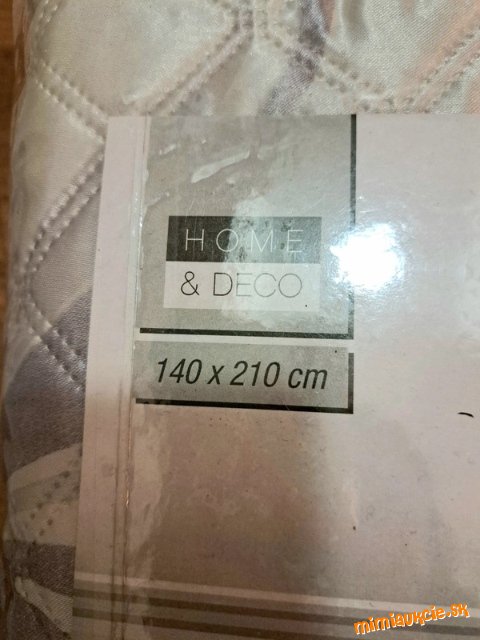 HOME
& DECO
140 x 210 cm
mimiaukcie.sk